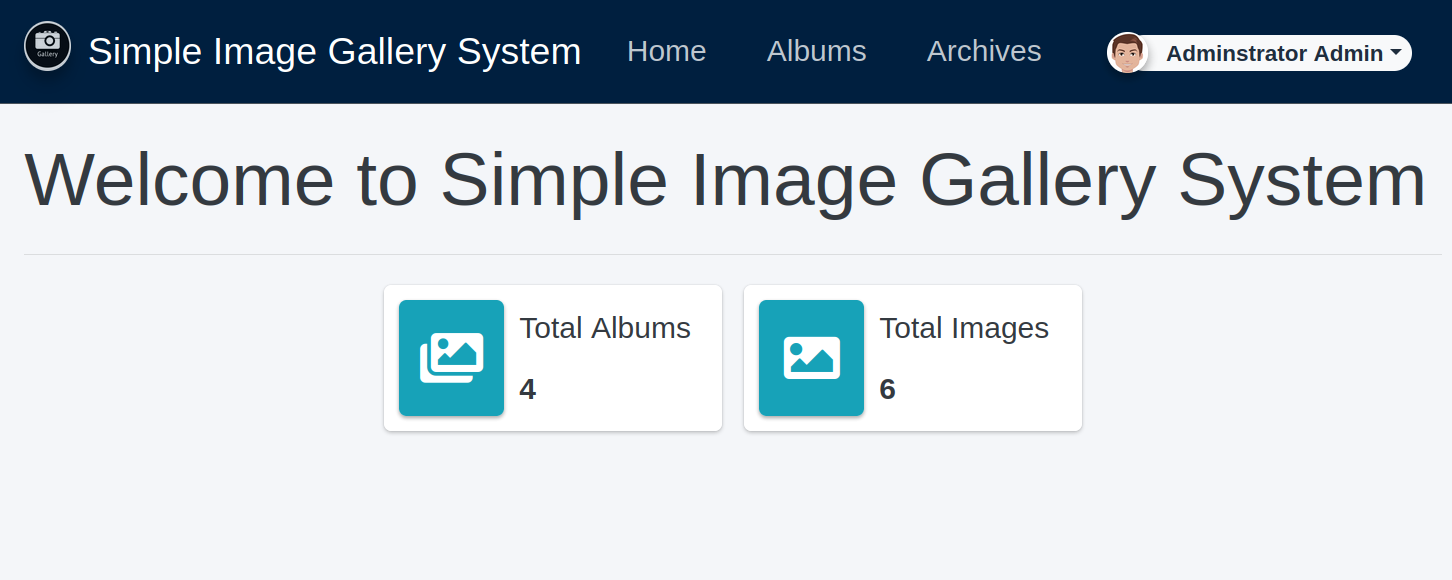 Gallery
Simple Image Gallery System Home Albums Archives Adminstrator Admin
Welcome to Simple Image Gallery System
Total Albums
4
Total Images
6